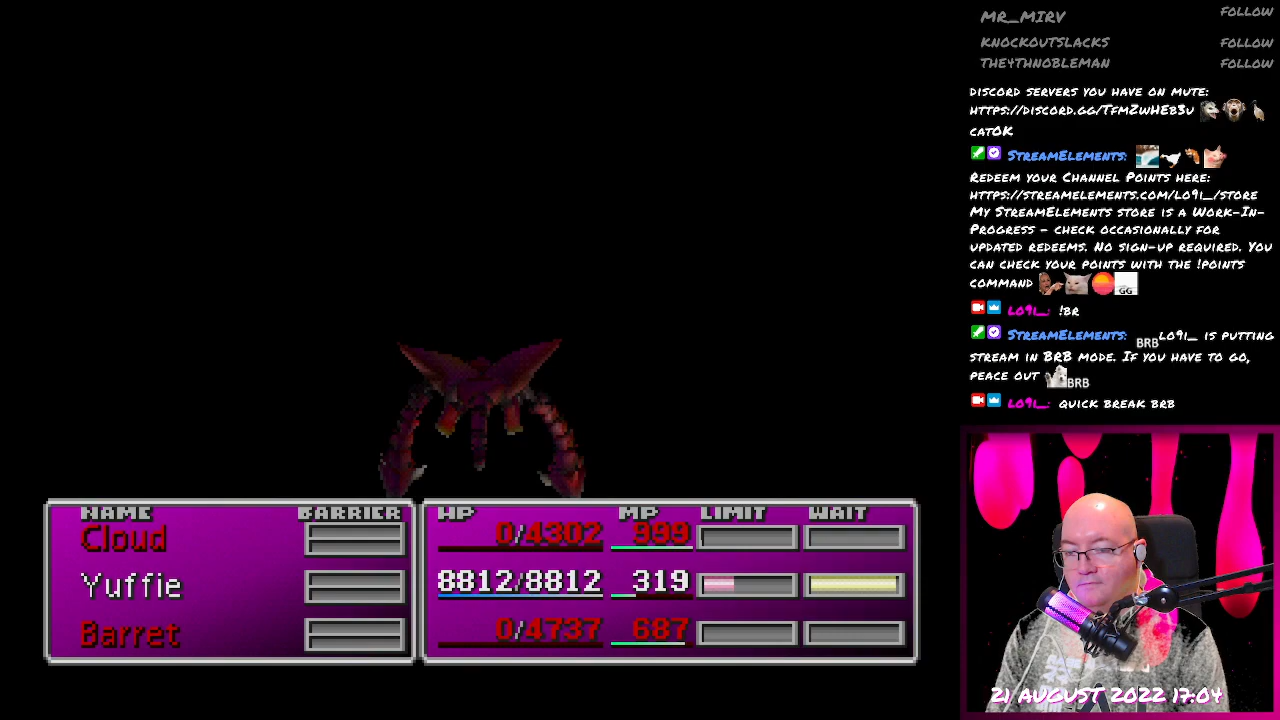 MR_MIRV FOLLOW
KNOCKOUTSLACKS FOLLOW
THE4THNOBLEMAN FOLLOW
DISCORD SERVERS YOU HAVE ON MUTE:
HTTPS://DISCORD.GG/TFMZWHEB3U
CATOK
STREAMELEMENTS:
REDEEM YOUR CHANNEL POINTS HERE:
HTTPS://STREAMELEMENTS.COM/LO9I_/STORE
MY STREAMELEMENTS STORE IS A WORK-IN-
PROGRESS - CHECK OCCASIONALLY FOR
UPDATED REDEEMS. NO SIGN-UP REQUIRED. YOU
CAN CHECK YOUR POINTS WITH THE !POINTS
COMMAND GG
LO9I_: !BR
STREAMELEMENTS: BRB LO9I_ IS PUTTING
STREAM IN BRB MODE. IF YOU HAVE TO GO,
PEACE OUT BRB
LO9I_: QUICK BREAK BRB
NAME BARRIER HP MP LIMIT WAIT
Cloud 0/4302 999
Yuffie 8812/8812 319
Barret 0/4737 687
21 AUGUST 2022 17:04